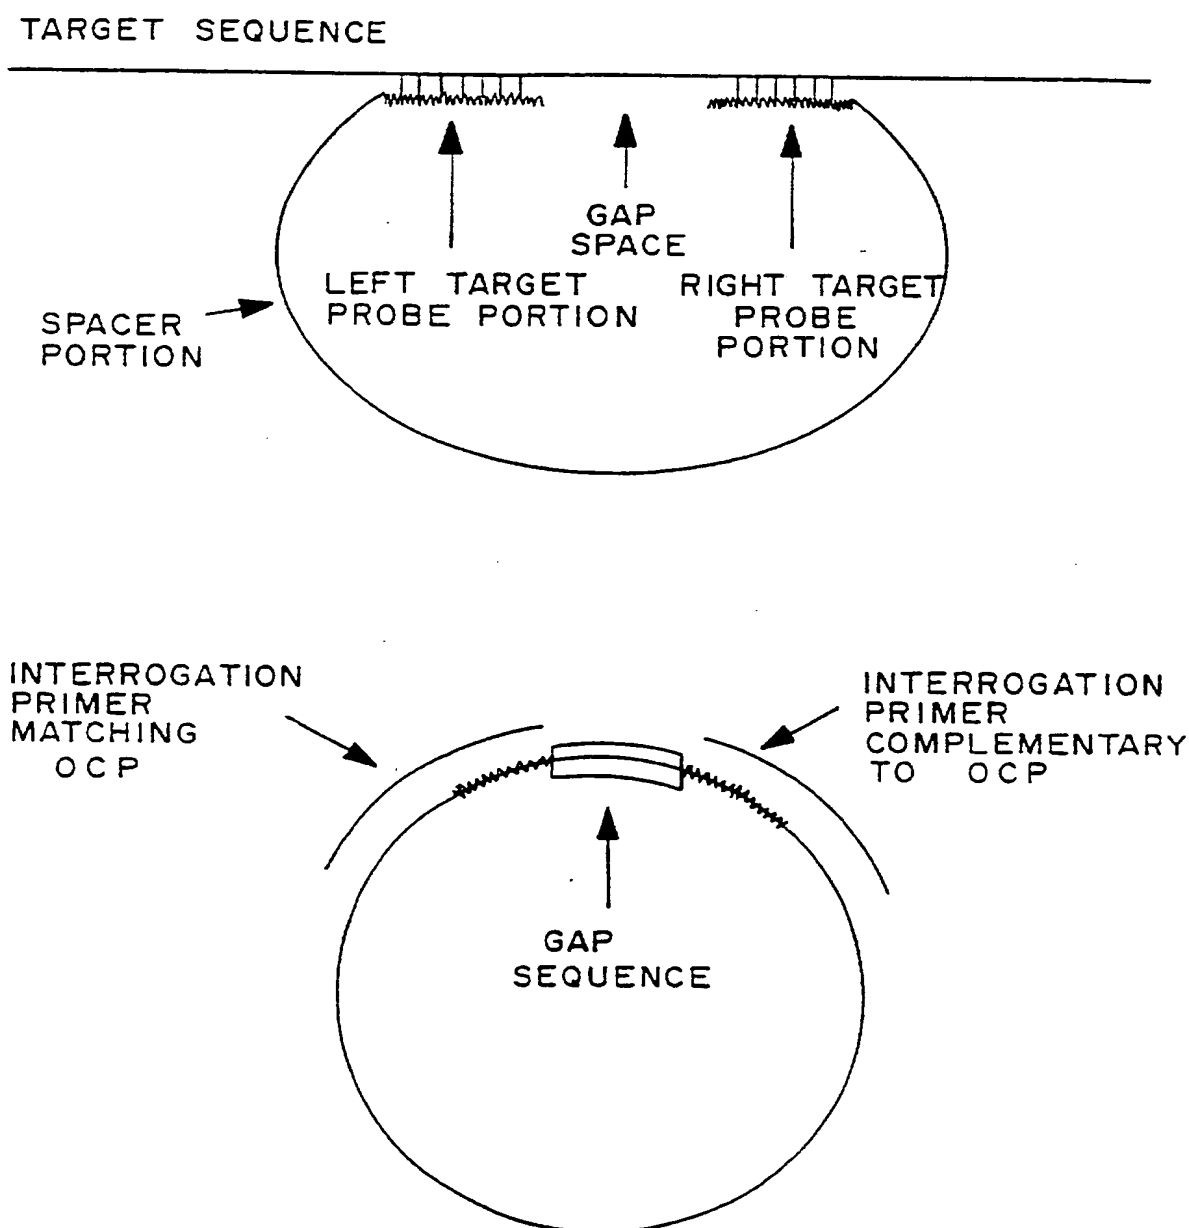 TARGET SEQUENCE
GAP
SPACE
LEFT TARGET
PROBE PORTION
RIGHT TARGET
PROBE
PORTION
SPACER
PORTION
INTERROGATION
PRIMER
MATCHING
OCP
INTERROGATION
PRIMER
COMPLEMENTARY
TO OCP
GAP
SEQUENCE